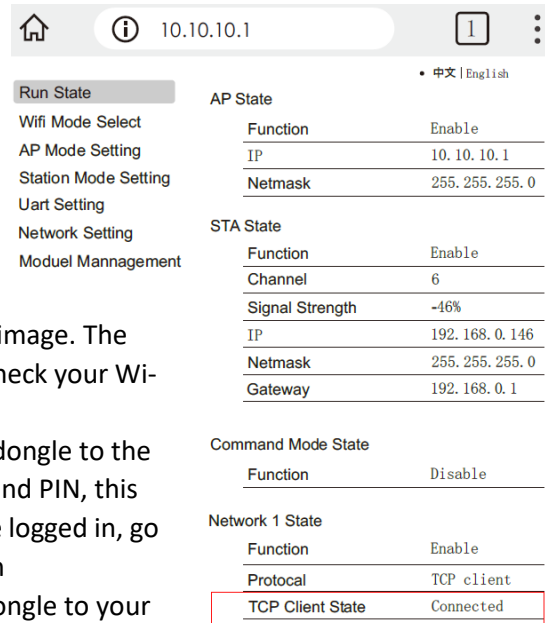 10.10.10.1
1
• 中文 | English
Run State
Wifi Mode Select
AP Mode Setting
Station Mode Setting
Uart Setting
Network Setting
Moduel Mannagement
AP State
Function Enable
IP 10.10.10.1
Netmask 255.255.255.0
STA State
Function Enable
Channel 6
Signal Strength -46%
IP 192.168.0.146
Netmask 255.255.255.0
Gateway 192.168.0.1
Command Mode State
Function Disable
Network 1 State
Function Enable
Protocal TCP client
TCP Client State Connected
image. The
heck your Wi-
dongle to the
nd PIN, this
e logged in, go
n
ongle to your